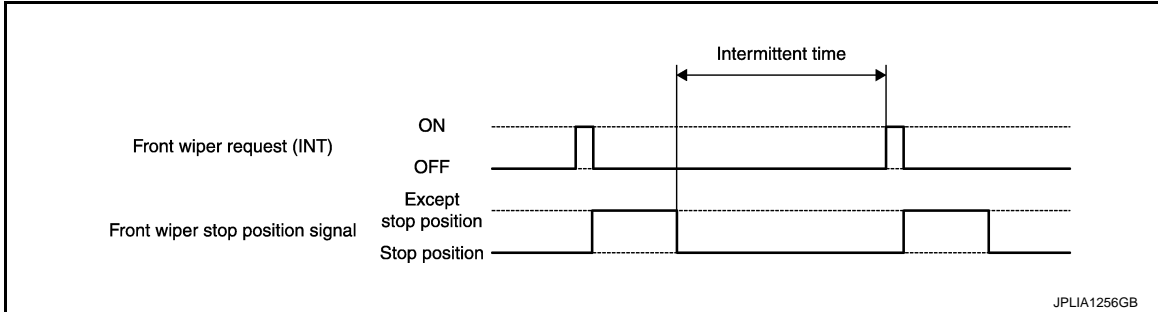 Intermittent time
ON
Front wiper request (INT)
OFF
Except
stop position
Front wiper stop position signal
Stop position
JPLIA1256GB